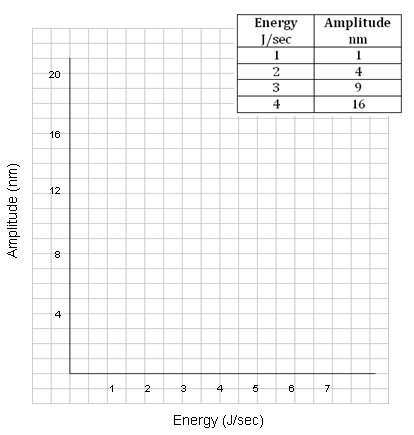 Energy Amplitude
J/sec nm
1 1
2 4
3 9
4 16
20
16
12
8
4
Amplitude (nm)
1 2 3 4 5 6 7
Energy (J/sec)